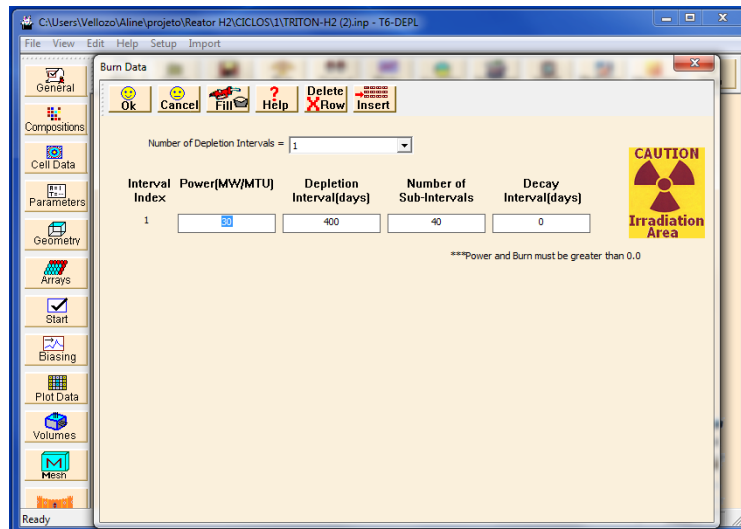 C:\Users\Vellozo\Aline\projeto\Reator H2\CICLOS\1\TRITON-H2 (2).inp - T6-DEPL
File View Edit Help Setup Import
General
Compositions
Cell Data
Parameters
Geometry
Arrays
Start
Biasing
Plot Data
Volumes
M
Mesh
Ready
Burn Data
Ok Cancel Fill Help Delete Row Insert
Number of Depletion Intervals = 1
CAUTION
Irradiation
Area
Interval Index Power(MW/MTU) Depletion Interval(days) Number of Sub-Intervals Decay Interval(days)
1 30 400 40 0
***Power and Burn must be greater than 0.0